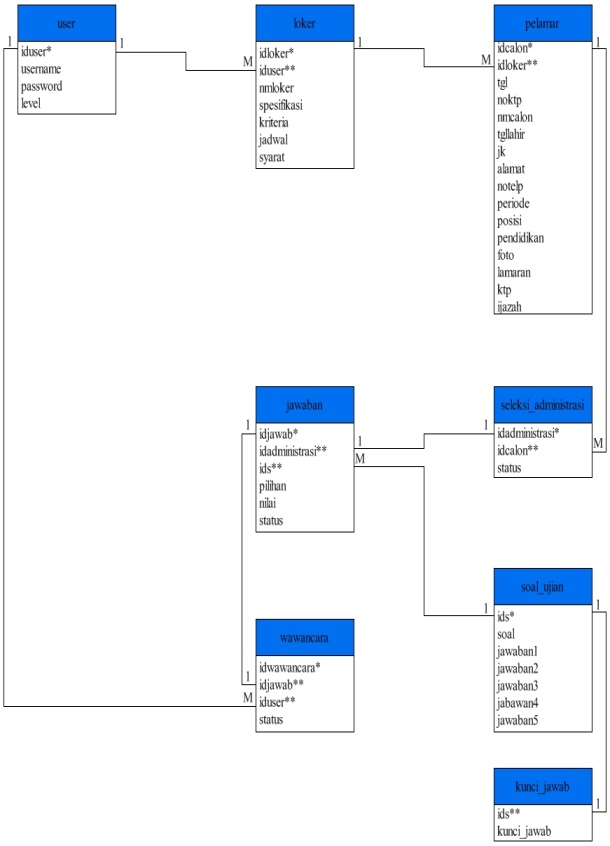 user
iduser*
username
password
level
loker
idloker*
iduser**
nmloker
spesifikasi
kriteria
jadwal
syarat
pelamar
idcalon*
idloker**
tgl
noktp
nmcalon
tgllahir
jk
alamat
notelp
periode
posisi
pendidikan
foto
lamaran
ktp
ijazah
1
1
M
1
M
1
jawaban
idjawab*
idadministrasi**
ids**
pilihan
nilai
status
seleksi_administrasi
idadministrasi*
idcalon**
status
1
1
M
1
M
wawancara
idwawancara*
idjawab**
iduser**
status
1
M
soal_ujian
ids*
soal
jawaban1
jawaban2
jawaban3
jabawan4
jawaban5
1
1
kunci_jawab
ids**
kunci_jawab
1